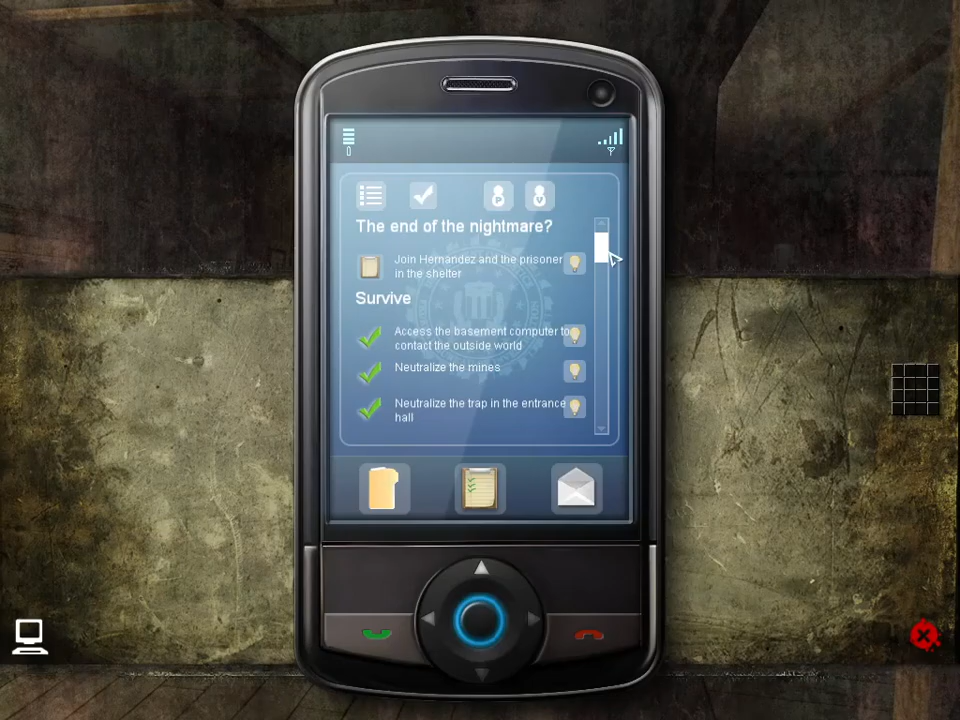 P
V
The end of the nightmare?
Join Hernandez and the prisoner
in the shelter
Survive
Access the basement computer to
contact the outside world
Neutralize the mines
Neutralize the trap in the entrance
hall